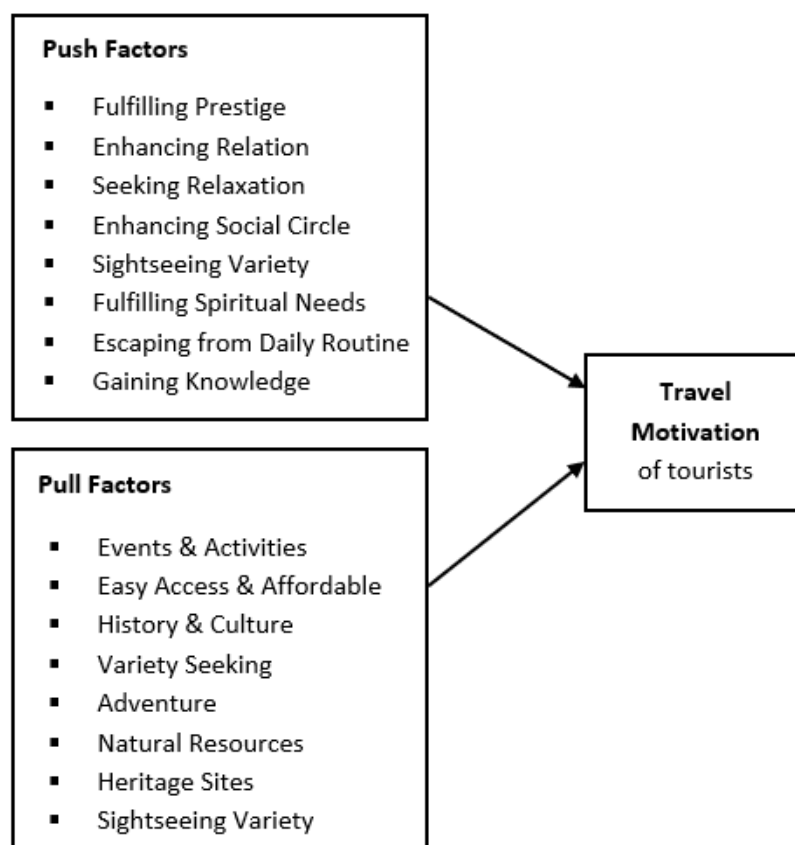 Push Factors
▪ Fulfilling Prestige
▪ Enhancing Relation
▪ Seeking Relaxation
▪ Enhancing Social Circle
▪ Sightseeing Variety
▪ Fulfilling Spiritual Needs
▪ Escaping from Daily Routine
▪ Gaining Knowledge
Pull Factors
▪ Events & Activities
▪ Easy Access & Affordable
▪ History & Culture
▪ Variety Seeking
▪ Adventure
▪ Natural Resources
▪ Heritage Sites
▪ Sightseeing Variety
Travel
Motivation
of tourists